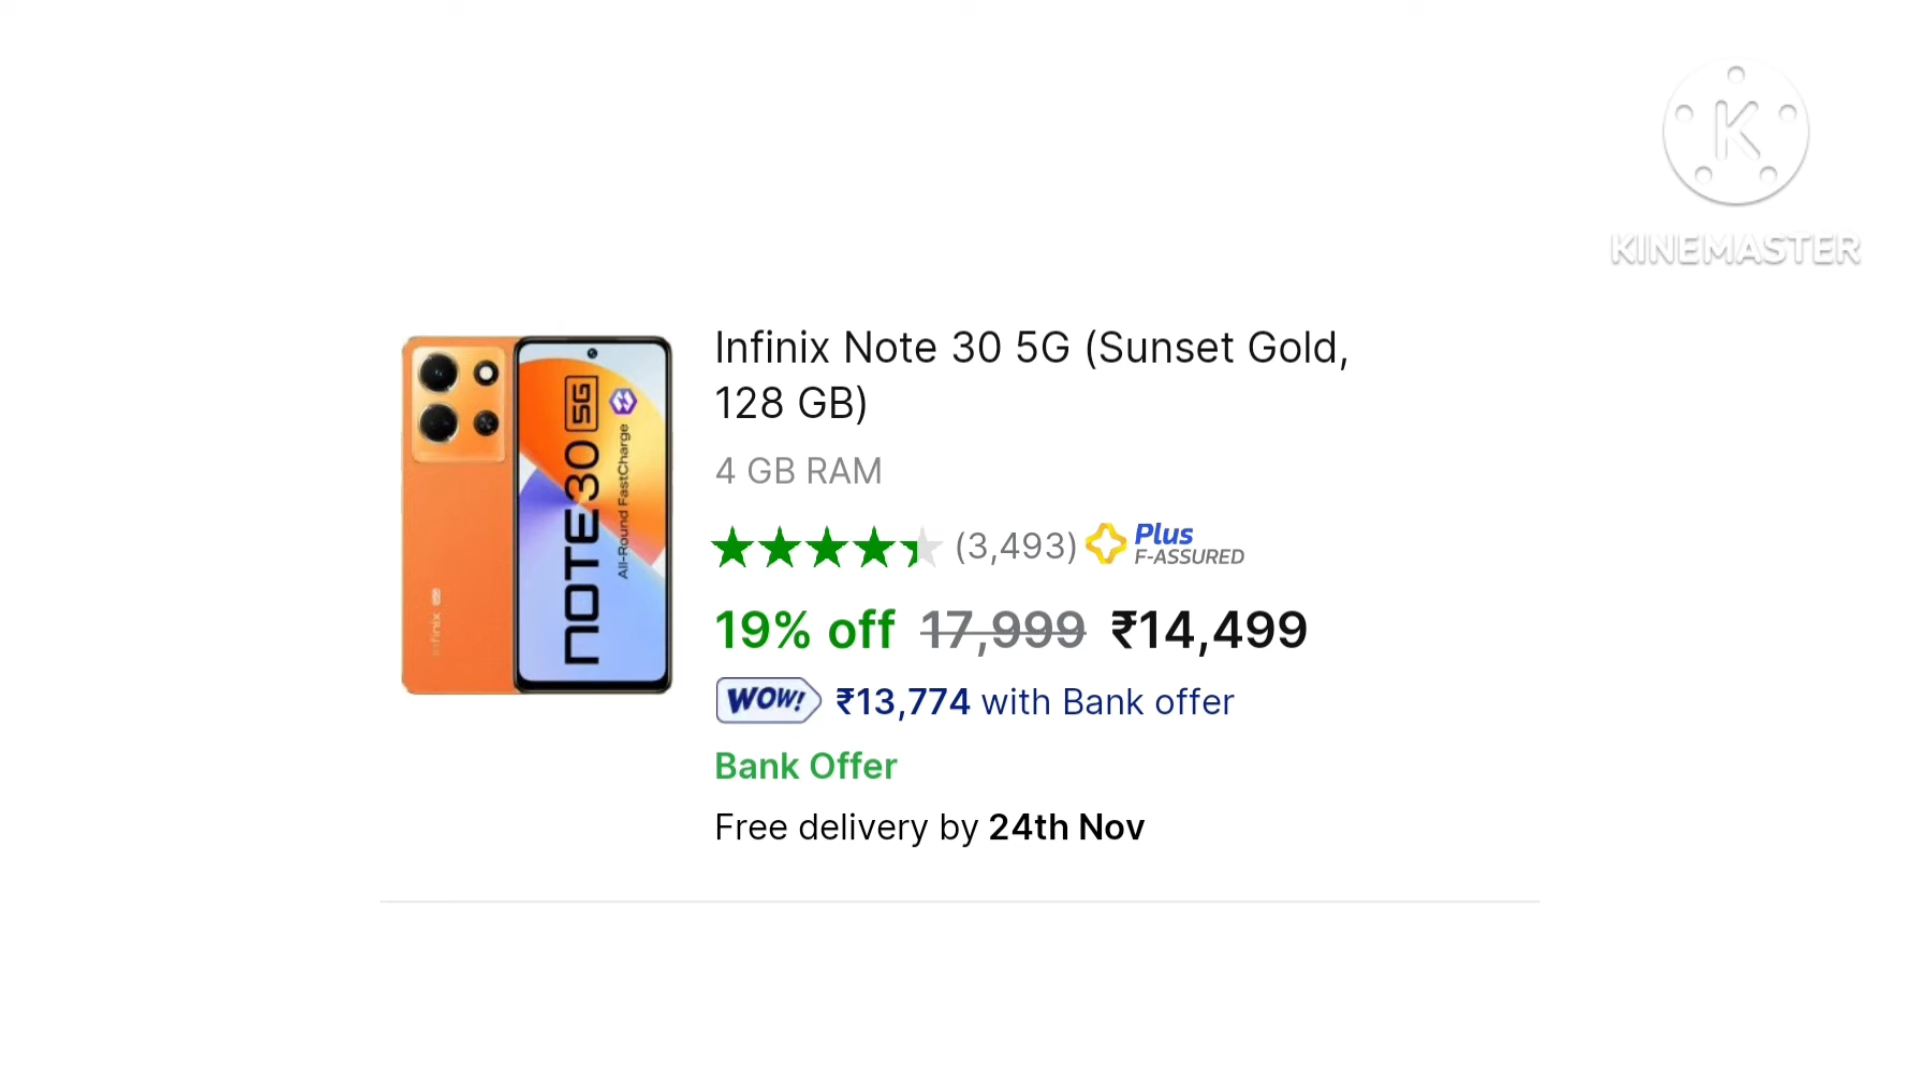 KINEMASTER
Infinix Note 30 5G (Sunset Gold,
128 GB)
4 GB RAM
(3,493) Plus
F-ASSURED
19% off 17,999 ₹14,499
WOW! ₹13,774 with Bank offer
Bank Offer
Free delivery by 24th Nov
NOTE 30 5G
All-Round FastCharge
Infinix 5G